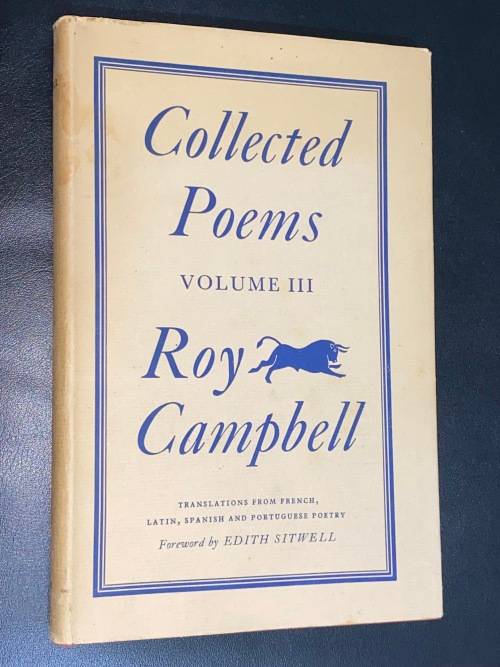 Collected
Poems
VOLUME III
Roy
Campbell
TRANSLATIONS FROM FRENCH,
LATIN, SPANISH AND PORTUGUESE POETRY
Foreword by EDITH SITWELL